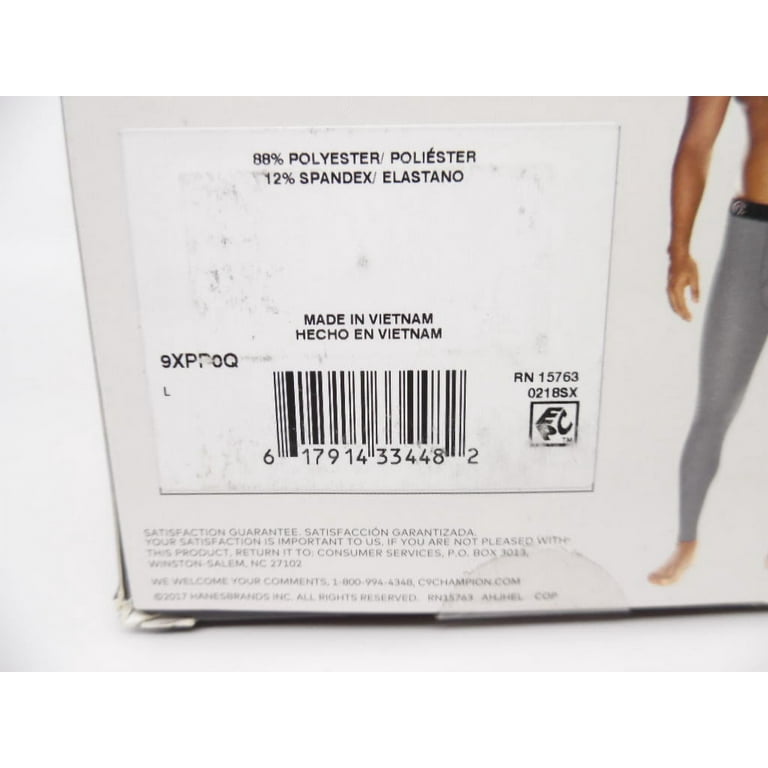 88% POLYESTER/ POLIÉSTER
12% SPANDEX/ ELASTANO
MADE IN VIETNAM
HECHO EN VIETNAM
L
RN 15763
0218SX
6 17914 33448 2
TM
SATISFACTION GUARANTEE. SATISFACCIÓN GARANTIZADA.
YOUR SATISFACTION IS IMPORTANT TO US. IF YOU ARE NOT PLEASED WITH
THIS PRODUCT, RETURN IT TO: CONSUMER SERVICES, P.O. BOX 3013,
WINSTON-SALEM, NC 27102
WE WELCOME YOUR COMMENTS, 1-800-994-4348, C9CHAMPION.COM
©2017 HANESBRANDS INC. ALL RIGHTS RESERVED. RN15763 COP